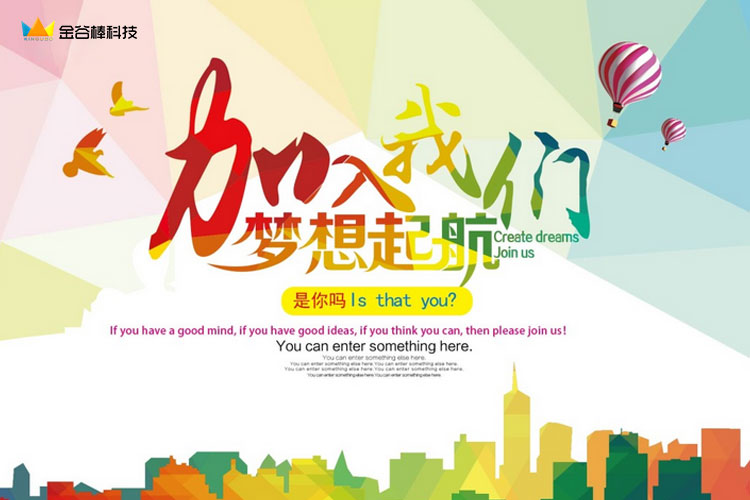 金谷棒科技
加入我们
梦想起航
Create dreams
Join us
是你吗Is that you?
If you have a good mind, if you have good ideas, if you think you can, then please join us!
You can enter something here.
You can enter something else here.
You can enter something else here. You can enter something else here.
You can enter something else here. You can enter something else here.
You can enter something else here. You can enter something else here.